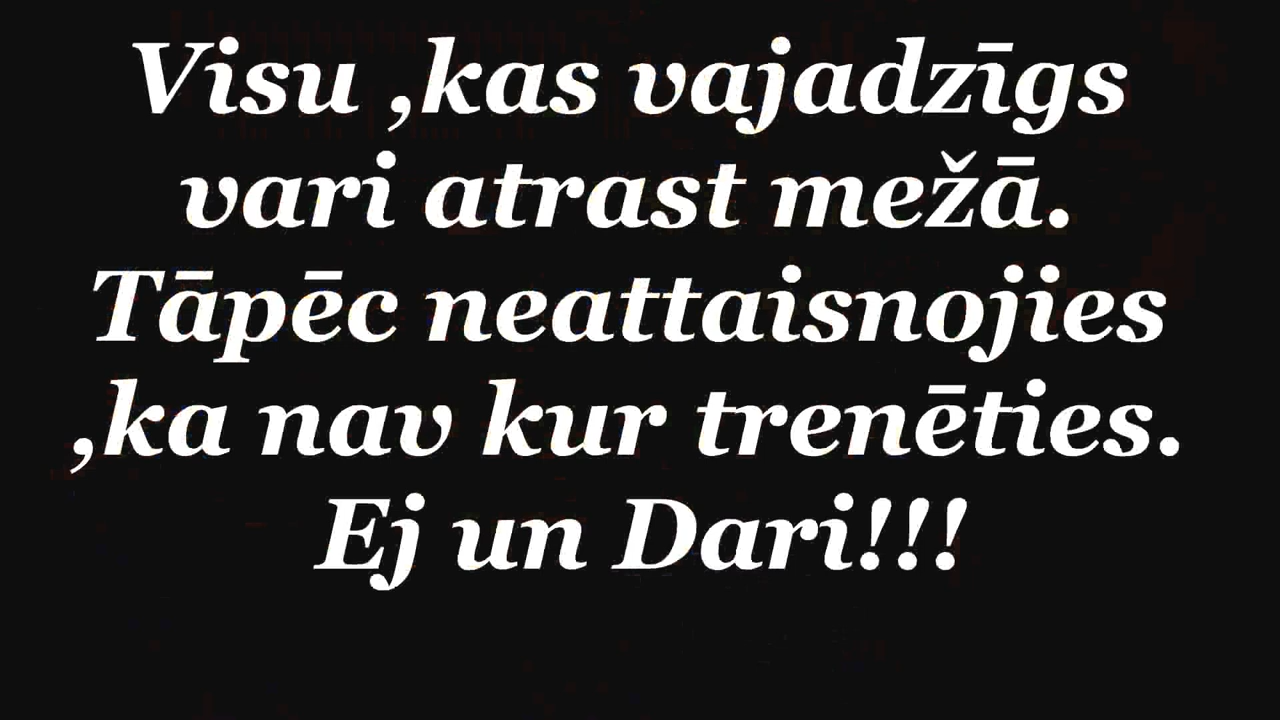 Visu ,kas vajadzīgs
vari atrast mežā.
Tāpēc neattaisnojies
,ka nav kur trenēties.
Ej un Dari!!!